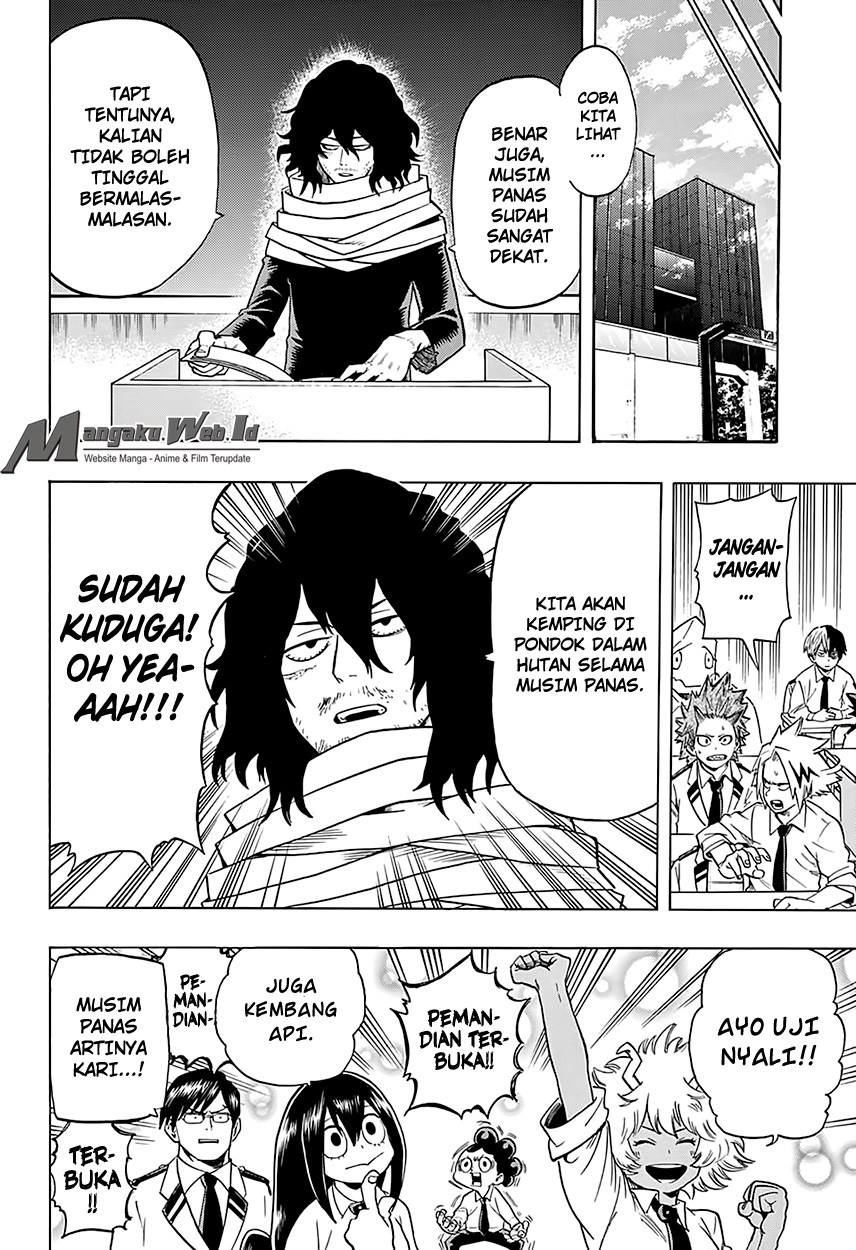 COBA
KITA
LIHAT
...
BENAR
JUGA,
MUSIM
PANAS
SUDAH
SANGAT
DEKAT.
TAPI
TENTUNYA,
KALIAN
TIDAK BOLEH
TINGGAL
BERMALAS-
MALASAN.
Mangaku.Web.Id
Website Manga - Anime & Film Terupdate
JANGAN-
JANGAN
...
KITA AKAN
KEMPING DI
PONDOK DALAM
HUTAN SELAMA
MUSIM PANAS.
SUDAH
KUDUGA!
OH YEA-
AAH!!!
AYO UJI
NYALI!!
PEMAN-
DIAN TER-
BUKA!!
JUGA
KEMBANG
API.
PE-
MAN-
DIAN-
TER-
BUKA
!!
MUSIM
PANAS
ARTINYA
KARI...!